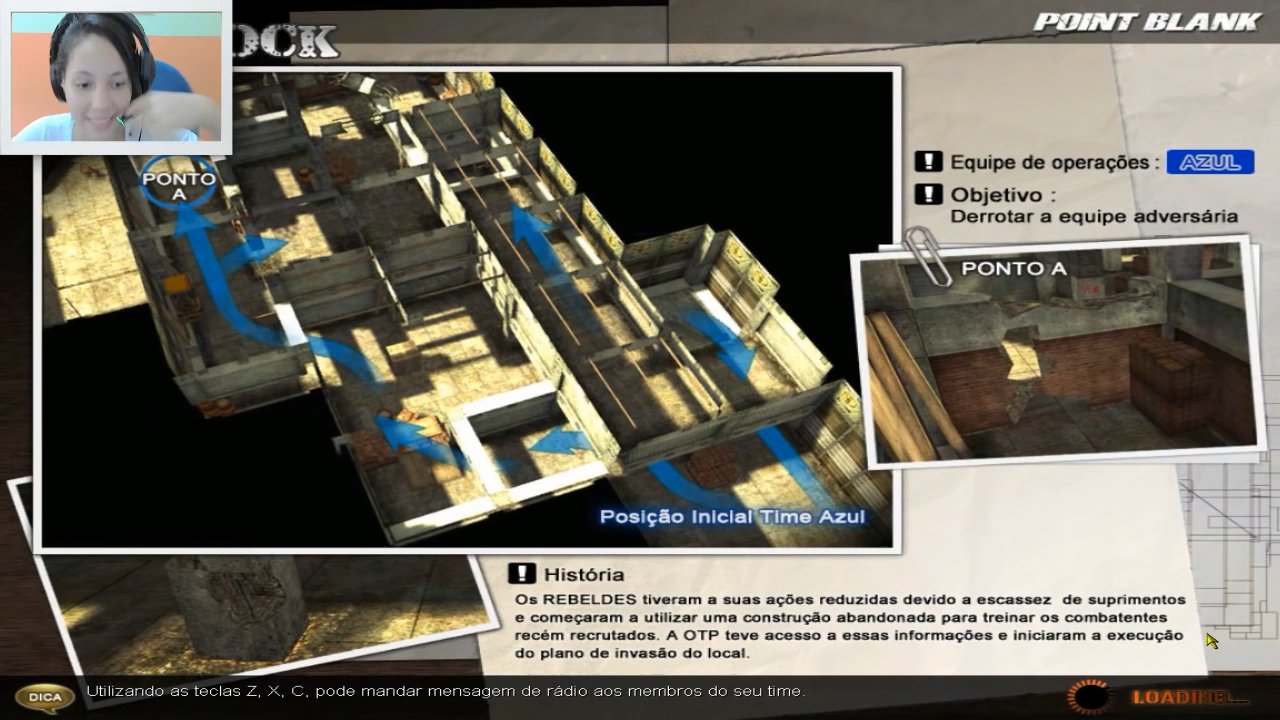 OCK
POINT BLANK
PONTO
A
Equipe de operações : AZUL
Objetivo :
Derrotar a equipe adversária
PONTO A
Posição Inicial Time Azul
História
Os REBELDES tiveram a suas ações reduzidas devido a escassez de suprimentos
e começaram a utilizar uma construção abandonada para treinar os combatentes
recém recrutados. A OTP teve acesso a essas informações e iniciaram a execução
do plano de invasão do local.
DICA
Utilizando as teclas Z, X, C, pode mandar mensagem de rádio aos membros do seu time.
LOADING...